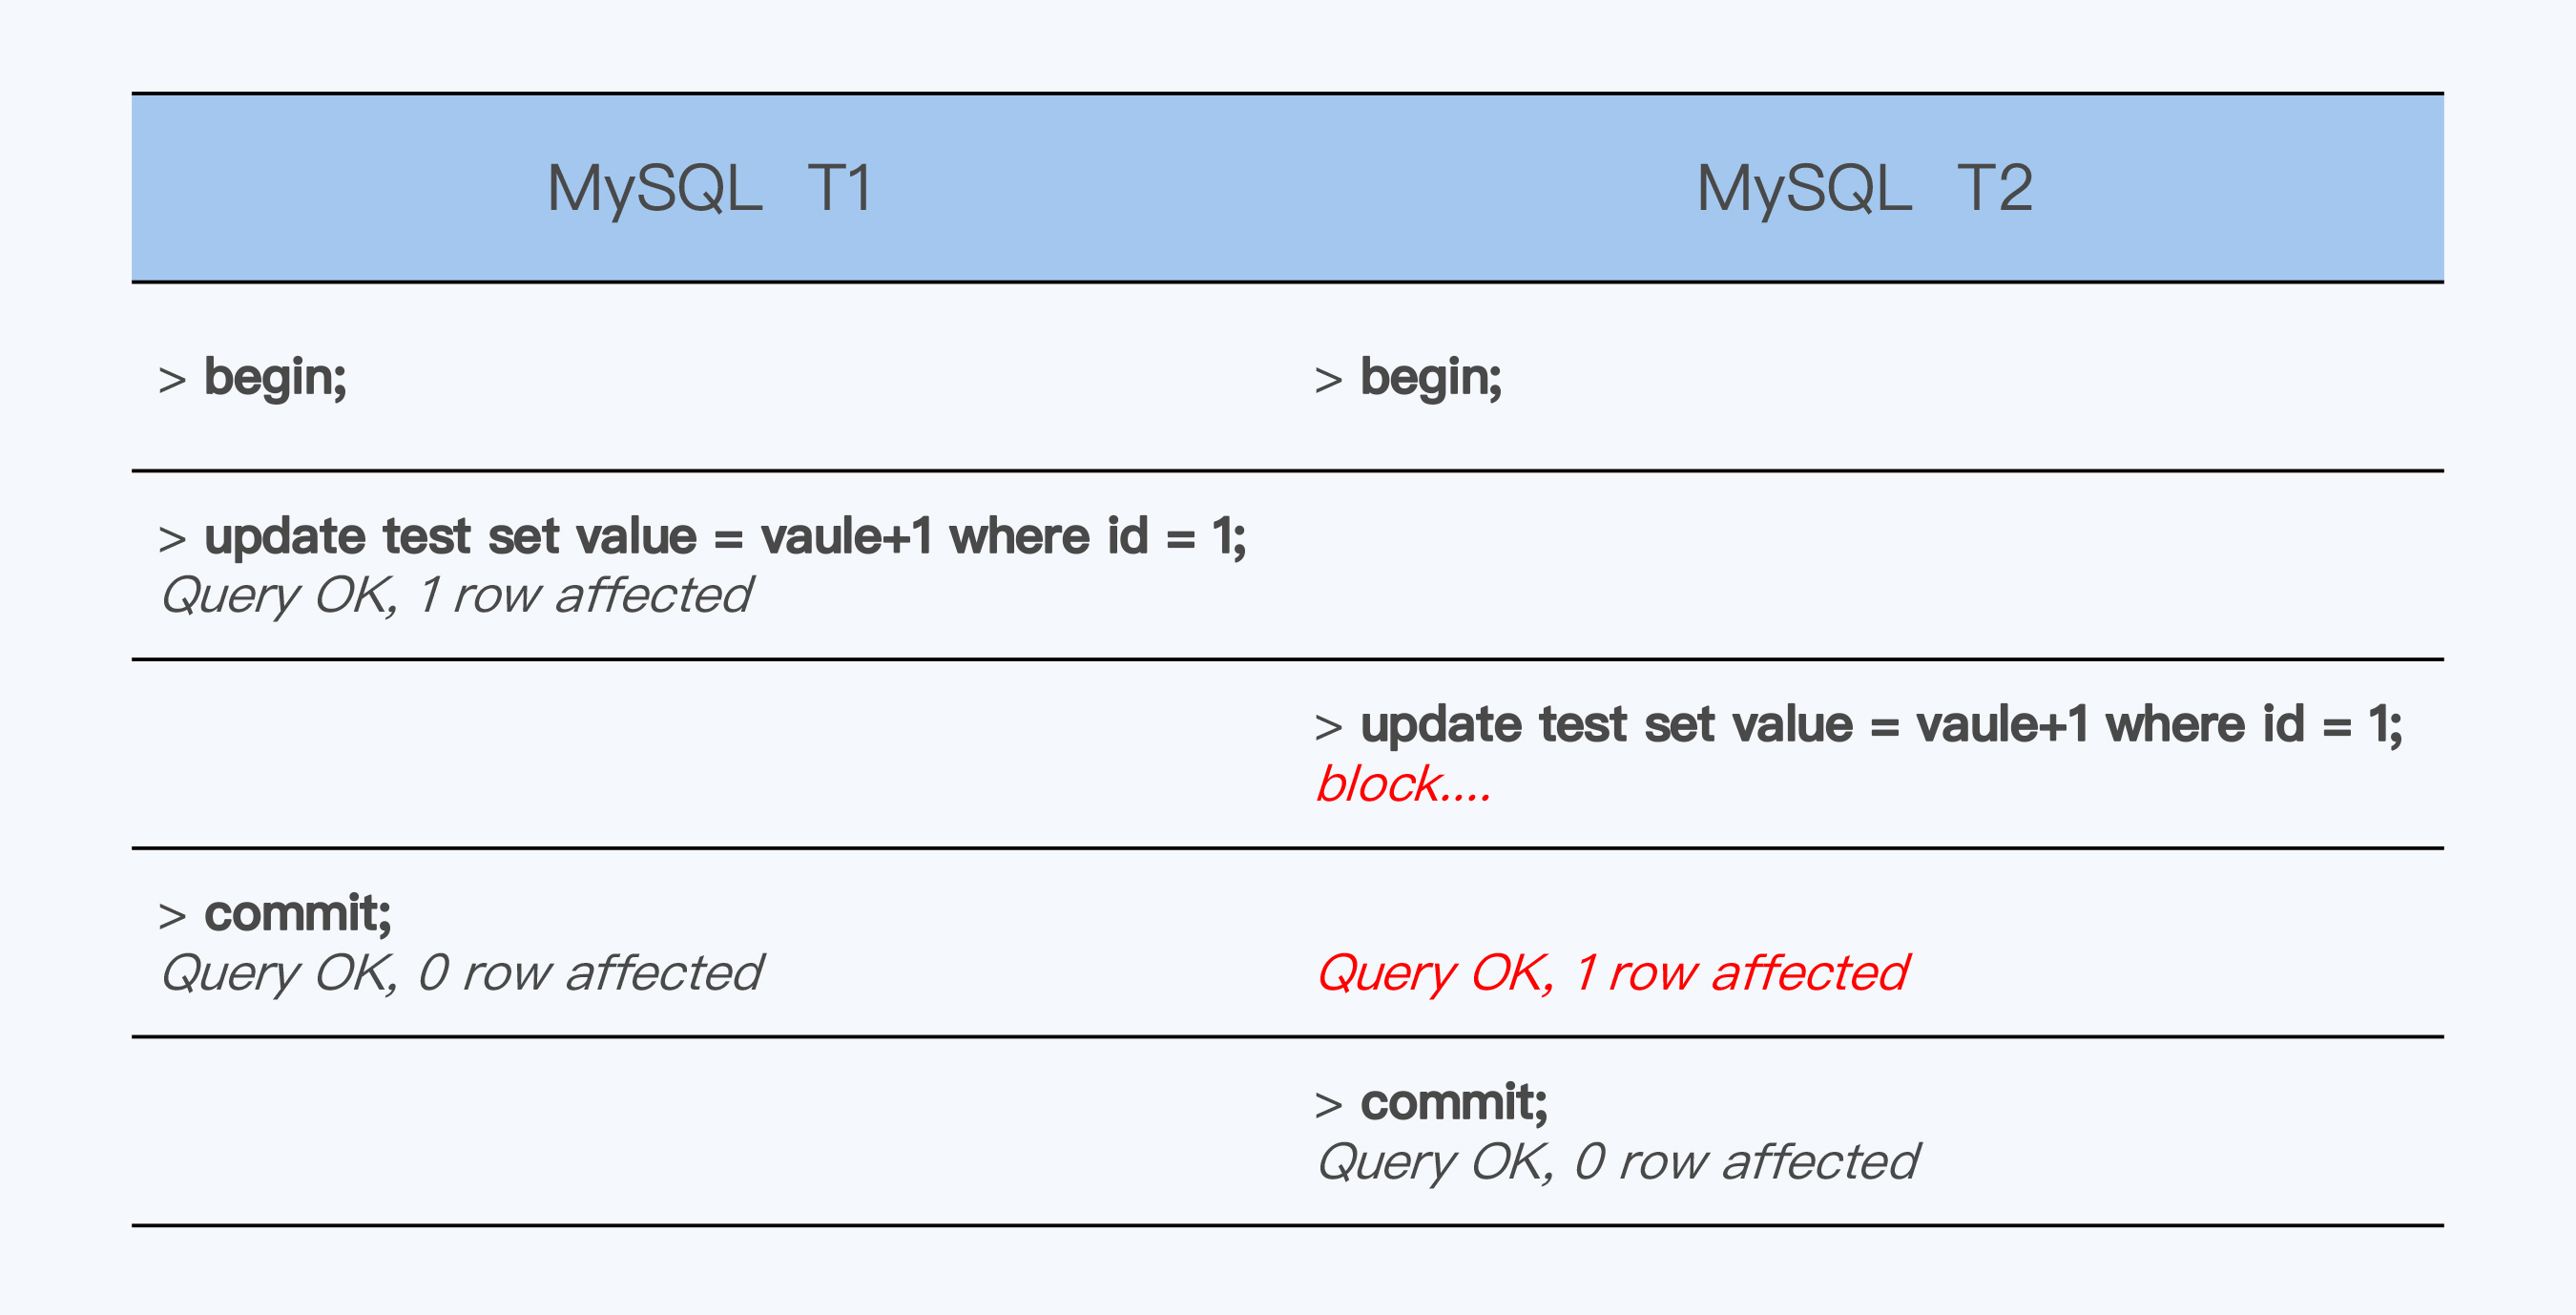 MySQL T1
MySQL T2
> begin;
> begin;
> update test set value = vaule+1 where id = 1;
Query OK, 1 row affected
> update test set value = vaule+1 where id = 1;
block....
> commit;
Query OK, 0 row affected
Query OK, 1 row affected
> commit;
Query OK, 0 row affected